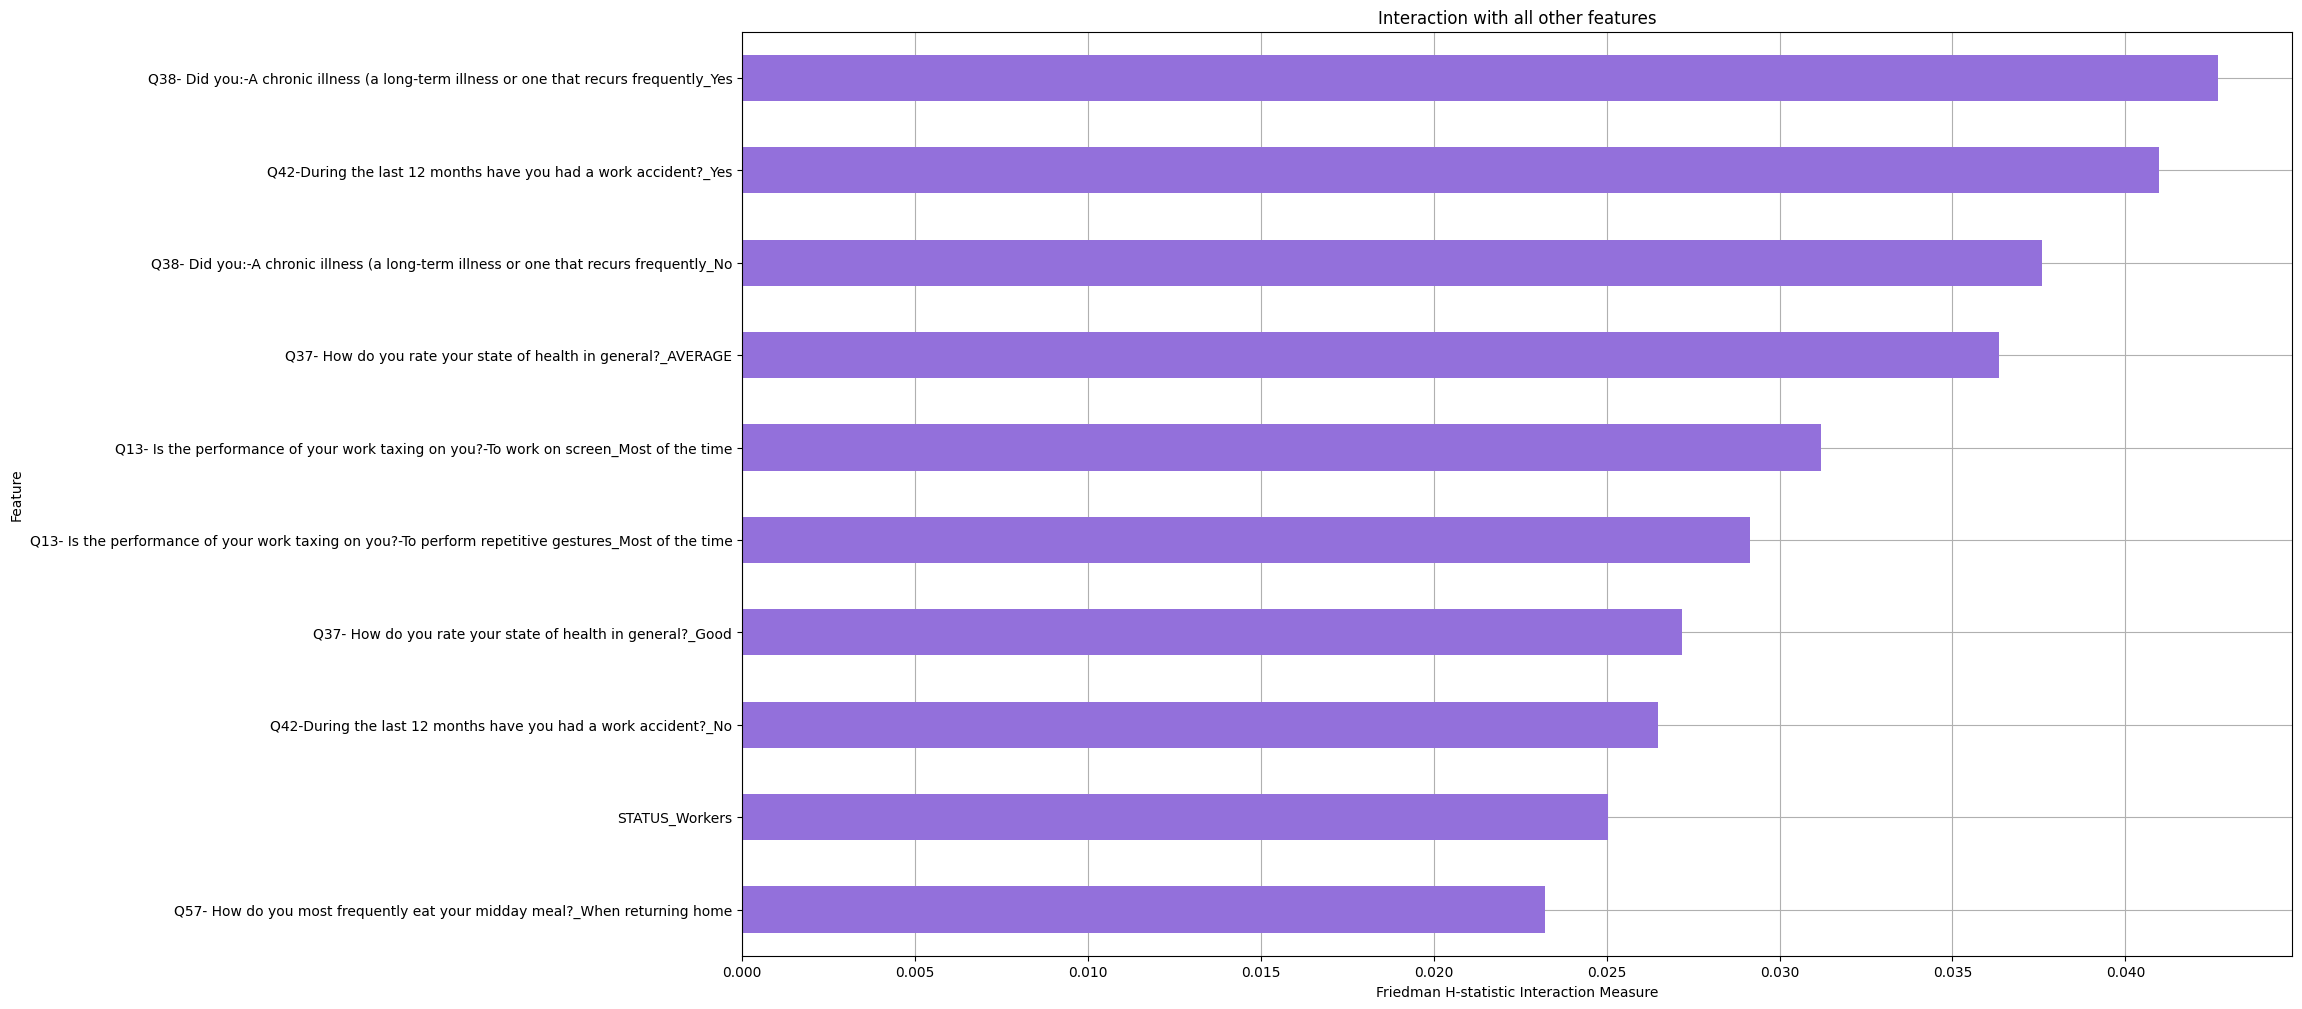 Interaction with all other features
Q38- Did you:-A chronic illness (a long-term illness or one that recurs frequently_Yes
Q42-During the last 12 months have you had a work accident?_Yes
Q38- Did you:-A chronic illness (a long-term illness or one that recurs frequently_No
Q37- How do you rate your state of health in general?_AVERAGE
Q13- Is the performance of your work taxing on you?-To work on screen_Most of the time
Feature
Q13- Is the performance of your work taxing on you?-To perform repetitive gestures_Most of the time
Q37- How do you rate your state of health in general?_Good
Q42-During the last 12 months have you had a work accident?_No
STATUS_Workers
Q57- How do you most frequently eat your midday meal?_When returning home
0.000 0.005 0.010 0.015 0.020 0.025 0.030 0.035 0.040
Friedman H-statistic Interaction Measure